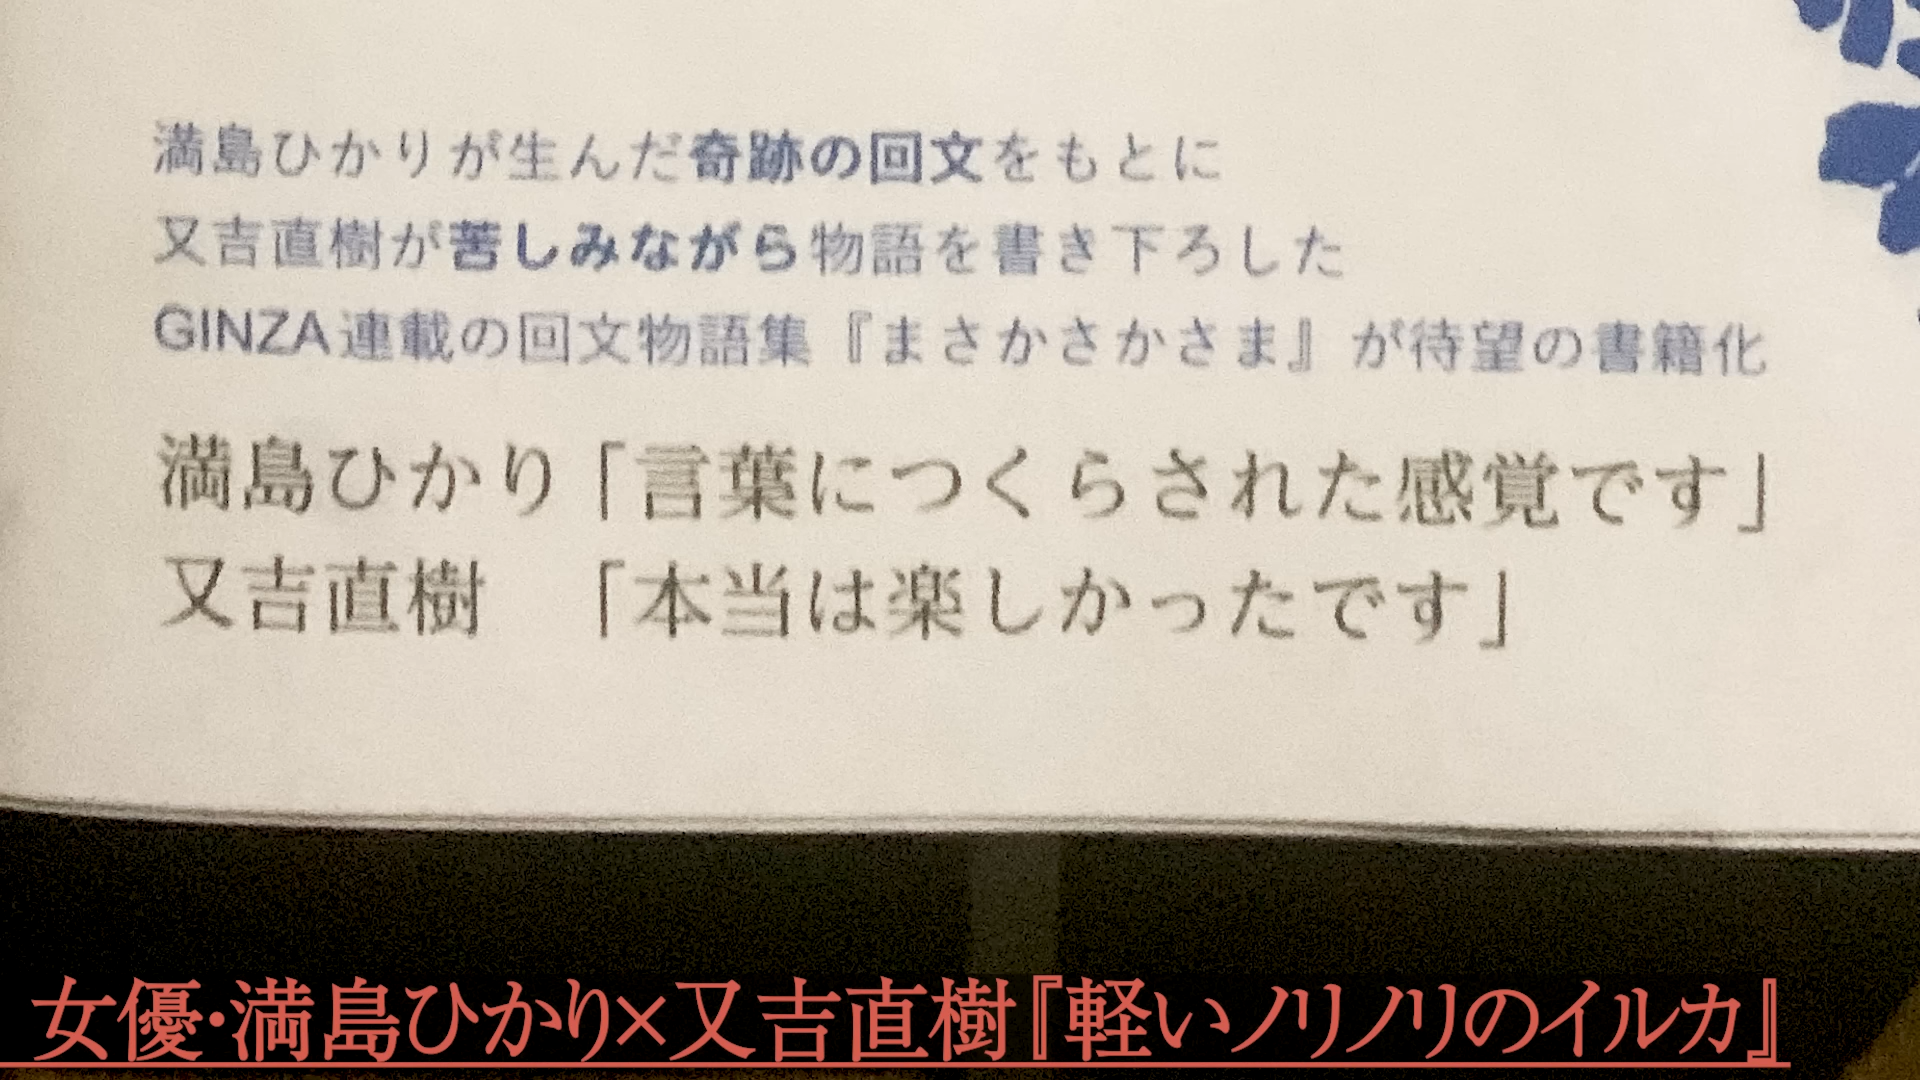 満島ひかりが生んだ奇跡の回文をもとに
又吉直樹が苦しみながら物語を書き下ろした
GINZA連載の回文物語集『まさかさかさま』が待望の書籍化
満島ひかり「言葉につくらされた感覚です」
又吉直樹　「本当は楽しかったです」
女優・満島ひかり×又吉直樹『軽いノリノリのイルカ』